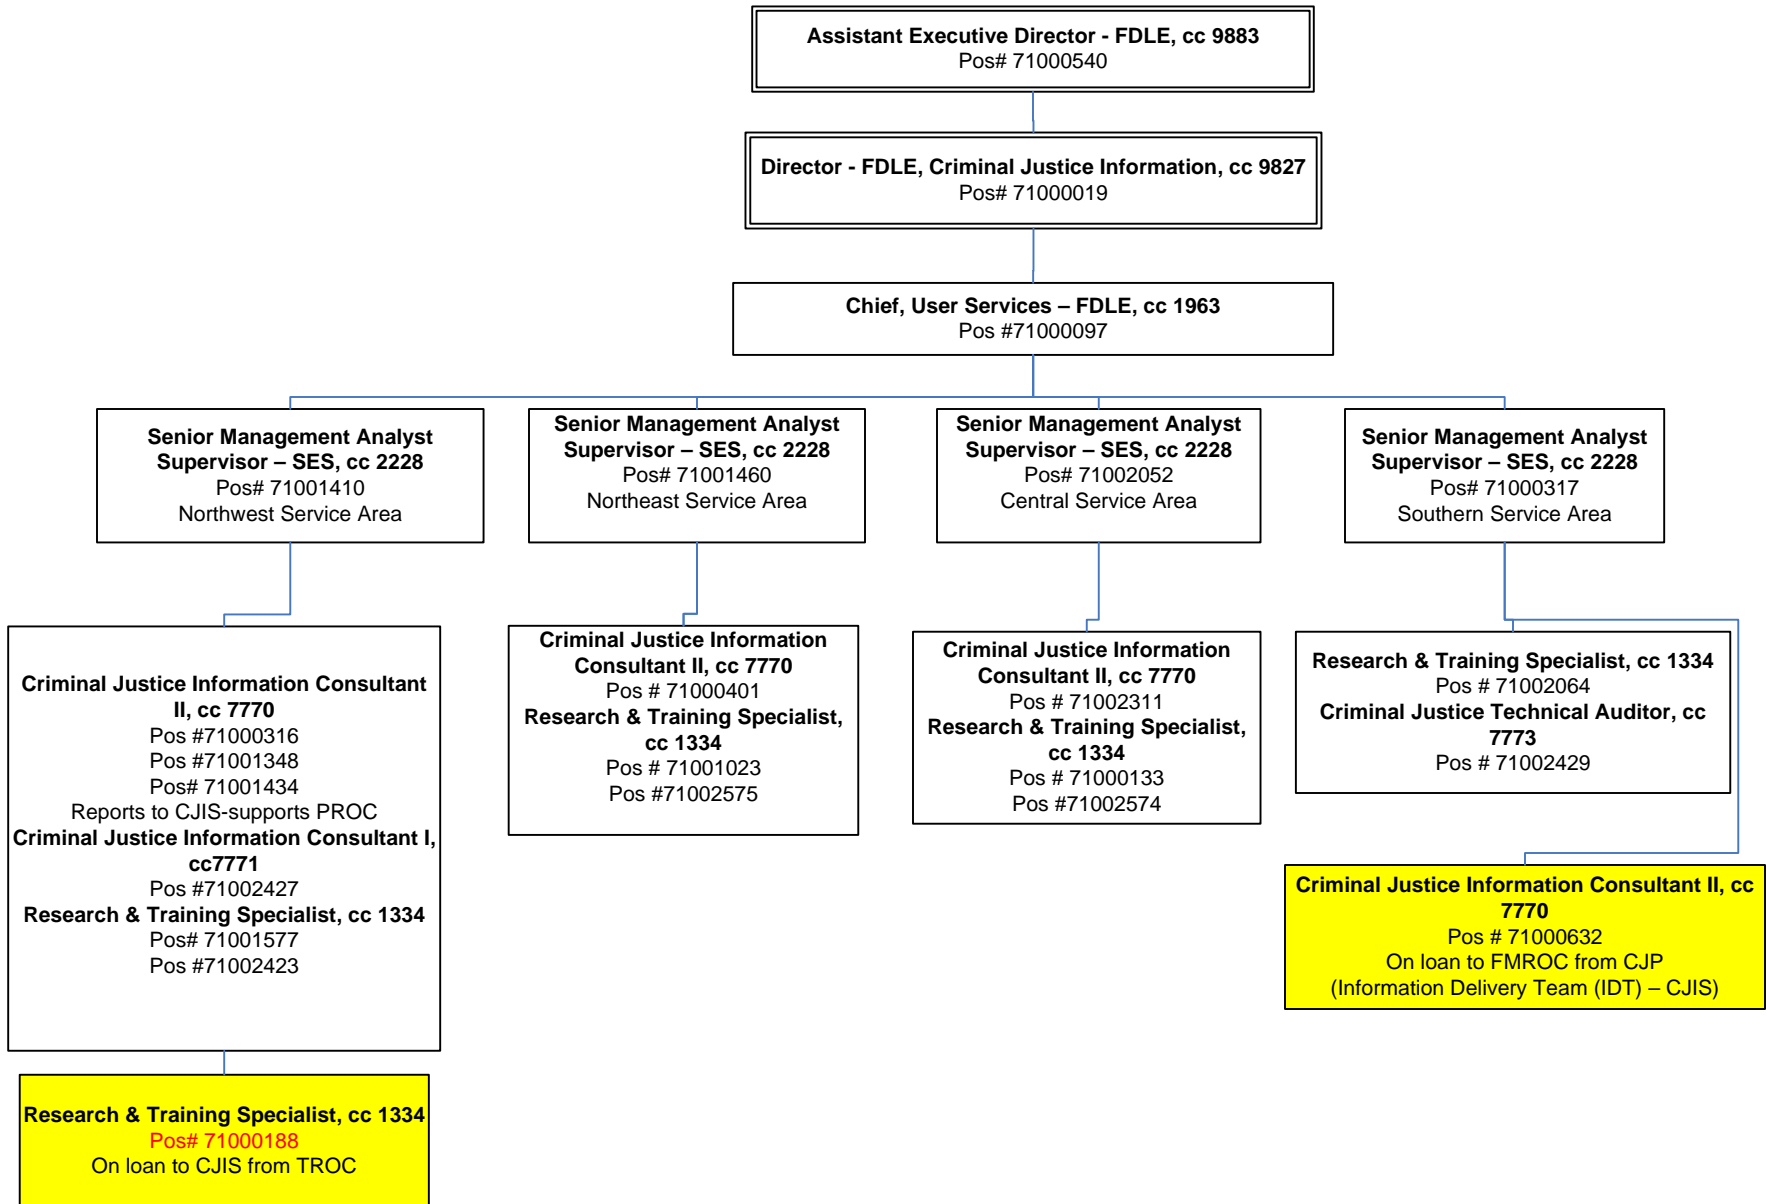 Assistant Executive Director - FDLE, cc 9883
Pos# 71000540
Director - FDLE, Criminal Justice Information, cc 9827
Pos# 71000019
Chief, User Services – FDLE, cc 1963
Pos #71000097
Senior Management Analyst
Supervisor – SES, cc 2228
Pos# 71001410
Northwest Service Area
Senior Management Analyst
Supervisor – SES, cc 2228
Pos# 71001460
Northeast Service Area
Senior Management Analyst
Supervisor – SES, cc 2228
Pos# 71002052
Central Service Area
Senior Management Analyst
Supervisor – SES, cc 2228
Pos# 71000317
Southern Service Area
Criminal Justice Information Consultant
II, cc 7770
Pos #71000316
Pos #71001348
Pos #71001434
Reports to CJIS-supports PROC
Criminal Justice Information Consultant I,
cc7771
Pos #71002427
Research & Training Specialist, cc 1334
Pos# 71001577
Pos #71002423
Criminal Justice Information
Consultant II, cc 7770
Pos # 71000401
Research & Training Specialist,
cc 1334
Pos # 71001023
Pos #71002575
Criminal Justice Information
Consultant II, cc 7770
Pos # 71002311
Research & Training Specialist,
cc 1334
Pos # 71000133
Pos #71002574
Research & Training Specialist, cc 1334
Pos # 71002064
Criminal Justice Technical Auditor, cc
7773
Pos # 71002429
Criminal Justice Information Consultant II, cc
7770
Pos # 71000632
On loan to FMROC from CJP
(Information Delivery Team (IDT) – CJIS)
Research & Training Specialist, cc 1334
Pos# 71000188
On loan to CJIS from TROC